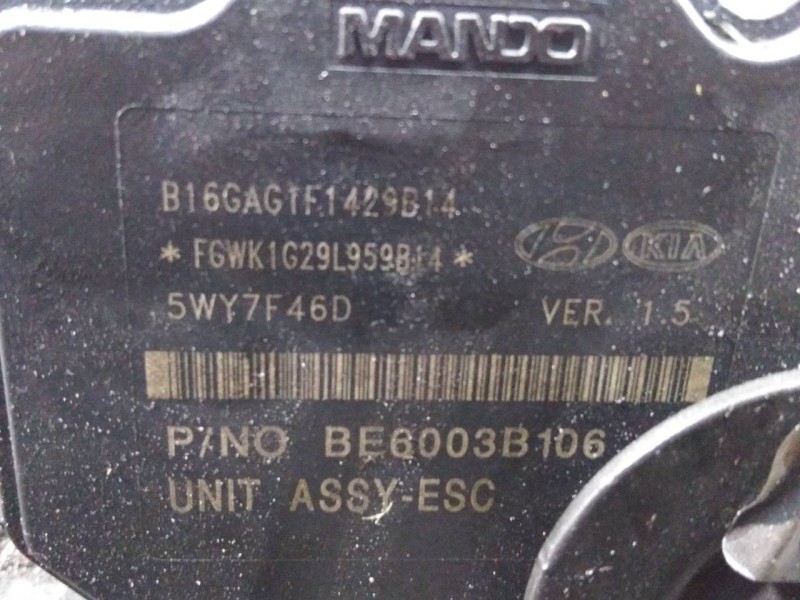 MANDO
B16GAG1F1429B14
* FGWK1G29L959B14 *
KIA
5WY7F46D VER. 1.5
P/NO BE6003B106
UNIT ASSY-ESC